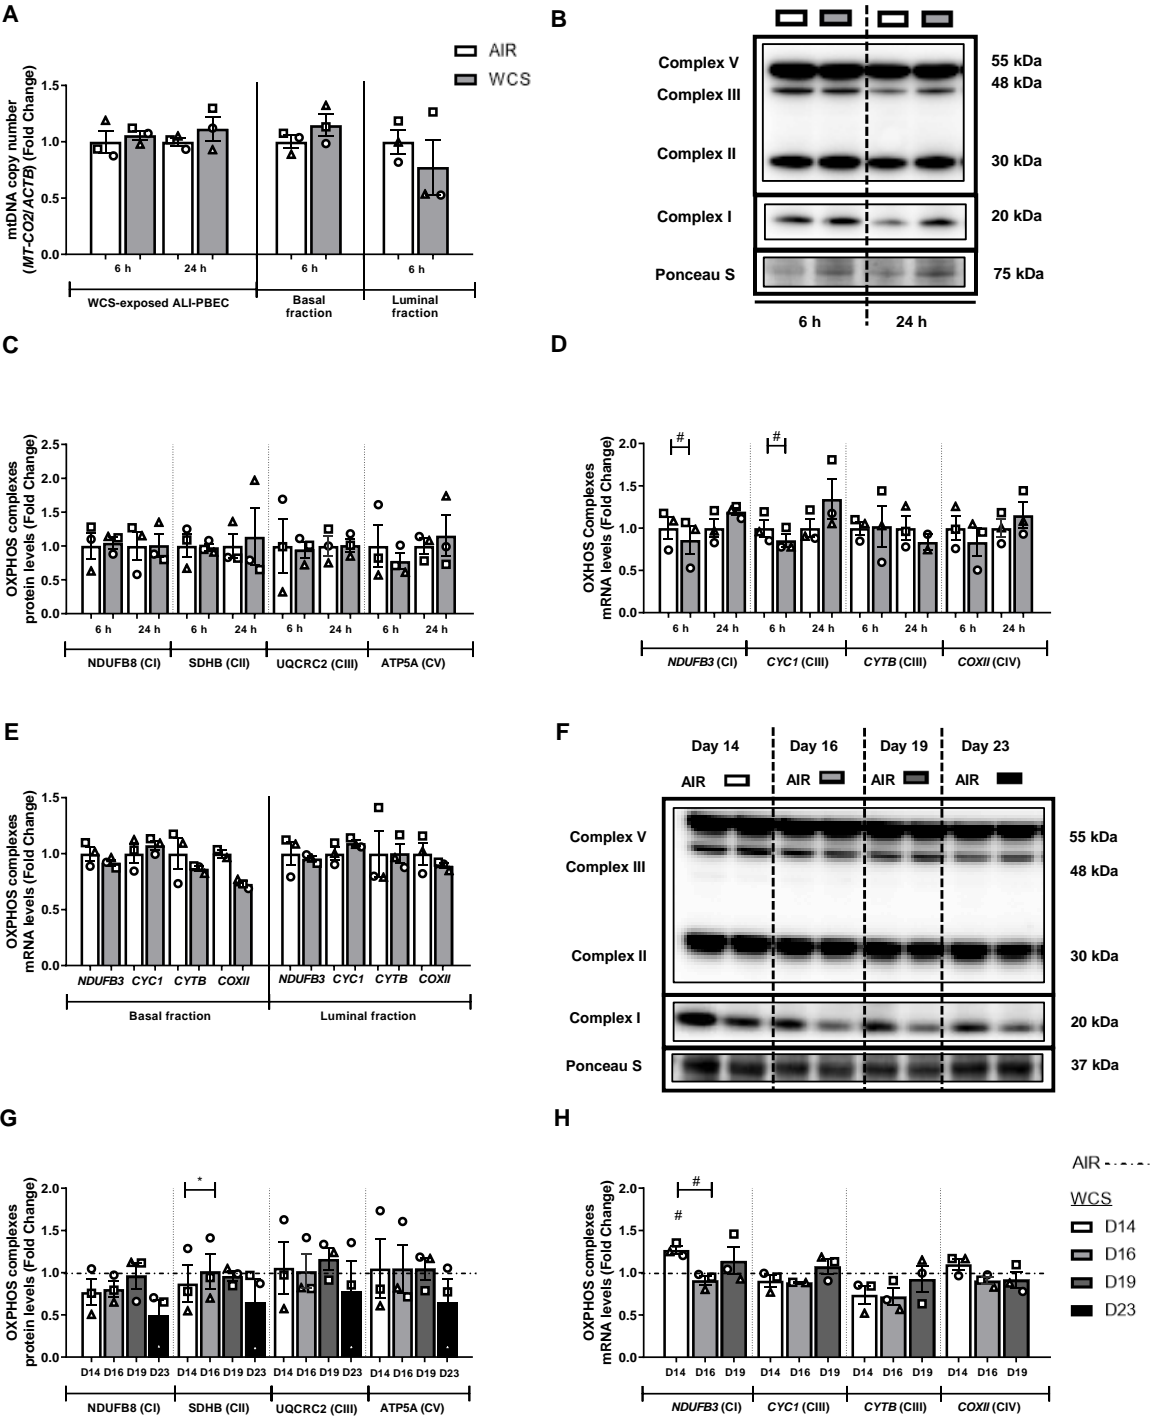 A
AIR
WCS
mtDNA copy number
(MT-CO2/ACTB) (Fold Change)
1.5
1.0
0.5
0.0
6 h
24 h
6 h
6 h
WCS-exposed ALI-PBEC
Basal
fraction
Luminal
fraction
B
Complex V
Complex III
Complex II
Complex I
Ponceau S
55 kDa
48 kDa
30 kDa
20 kDa
75 kDa
6 h
24 h
C
OXPHOS complexes
protein levels (Fold Change)
2.5
2.0
1.5
1.0
0.5
0.0
6 h
24 h
6 h
24 h
6 h
24 h
6 h
24 h
NDUFB8 (CI)
SDHB (CII)
UQCRC2 (CIII)
ATP5A (CV)
D
OXHOS Complexes
mRNA levels (Fold Change)
2.0
1.5
1.0
0.5
0.0
#
#
6 h
24 h
6 h
24 h
6 h
24 h
6 h
24 h
NDUFB3 (CI)
CYC1 (CIII)
CYTB (CIII)
COXII (CIV)
E
OXPHOS complexes
mRNA levels (Fold Change)
1.5
1.0
0.5
0.0
NDUFB3 CYC1 CYTB COXII
NDUFB3 CYC1 CYTB COXII
Basal fraction
Luminal fraction
F
Day 14
Day 16
Day 19
Day 23
AIR
AIR
AIR
AIR
Complex V
Complex III
Complex II
Complex I
Ponceau S
55 kDa
48 kDa
30 kDa
20 kDa
37 kDa
G
OXPHOS complexes
protein levels (Fold Change)
2.0
1.5
1.0
0.5
0.0
*
D14 D16 D19 D23
D14 D16 D19 D23
D14 D16 D19 D23
D14 D16 D19 D23
NDUFB8 (CI)
SDHB (CII)
UQCRC2 (CIII)
ATP5A (CV)
H
OXPHOS complexes
mRNA levels (Fold Change)
2.0
1.5
1.0
0.5
0.0
#
#
D14 D16 D19
D14 D16 D19
D14 D16 D19
D14 D16 D19
NDUFB3 (CI)
CYC1 (CIII)
CYTB (CIII)
COXII (CIV)
AIR
WCS
D14
D16
D19
D23